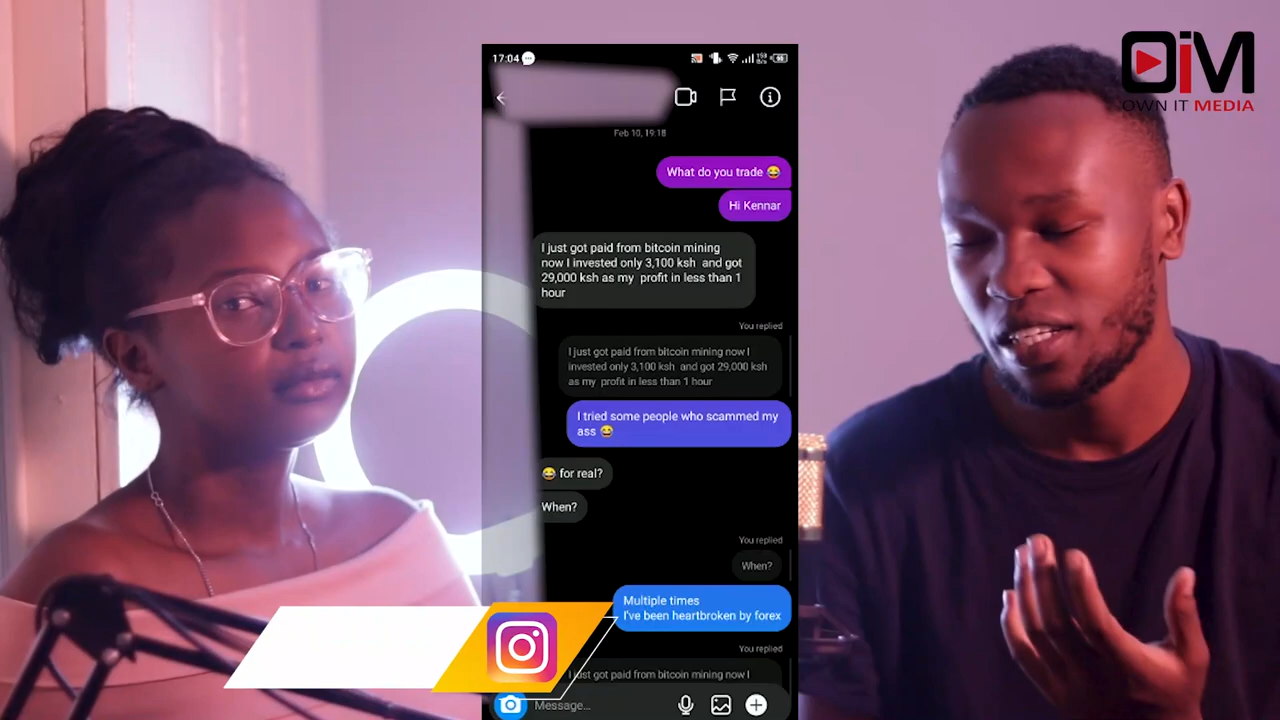 OiM
OWN IT MEDIA
17:04
Feb 10, 19:18
What do you trade 😂
Hi Kennar
I just got paid from bitcoin mining
now I invested only 3,100 ksh and got
29,000 ksh as my profit in less than 1
hour
You replied
I just got paid from bitcoin mining now I
invested only 3,100 ksh and got 29,000 ksh
as my profit in less than 1 hour
I tried some people who scammed my
ass 😂
😂 for real?
When?
You replied
When?
Multiple times
I've been heartbroken by forex
You replied
I just got paid from bitcoin mining now I
Message...